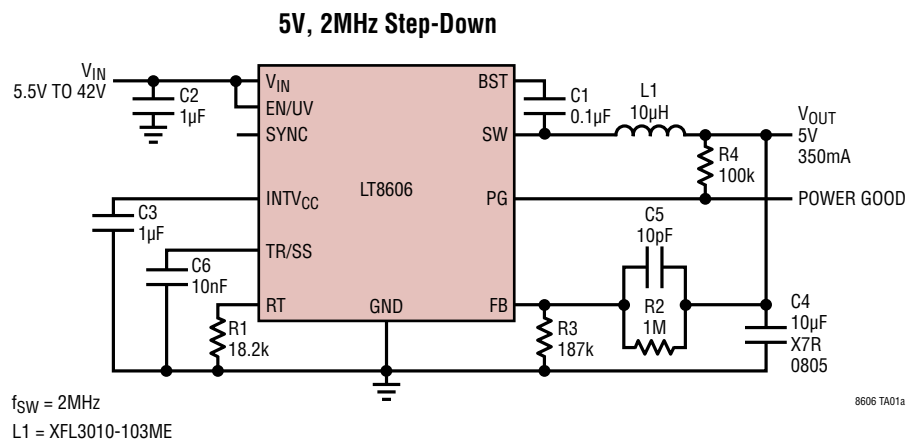 5V, 2MHz Step-Down
VIN
5.5V TO 42V
C2
1µF
VIN
EN/UV
SYNC
INTVCC
TR/SS
RT
LT8606
GND
BST
SW
PG
FB
C1
0.1µF
L1
10µH
VOUT
5V
350mA
R4
100k
POWER GOOD
C3
1µF
C6
10nF
R1
18.2k
C5
10pF
R2
1M
R3
187k
C4
10µF
X7R
0805
fSW = 2MHz
L1 = XFL3010-103ME
8606 TA01a